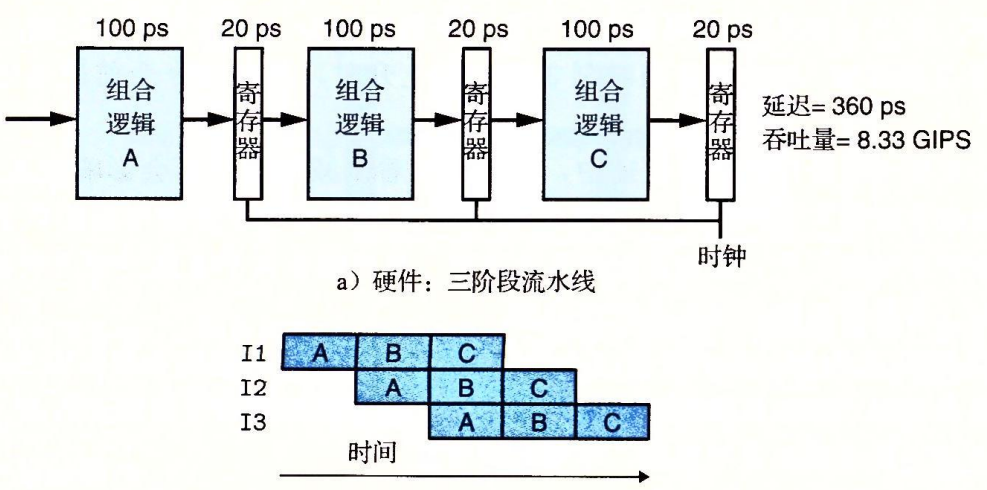 100 ps 20 ps 100 ps 20 ps 100 ps 20 ps
组合
逻辑
A
寄存器
组合
逻辑
B
寄存器
组合
逻辑
C
寄存器
延迟= 360 ps
吞吐量= 8.33 GIPS
时钟
a）硬件：三阶段流水线
I1 A B C
I2 A B C
I3 A B C
时间